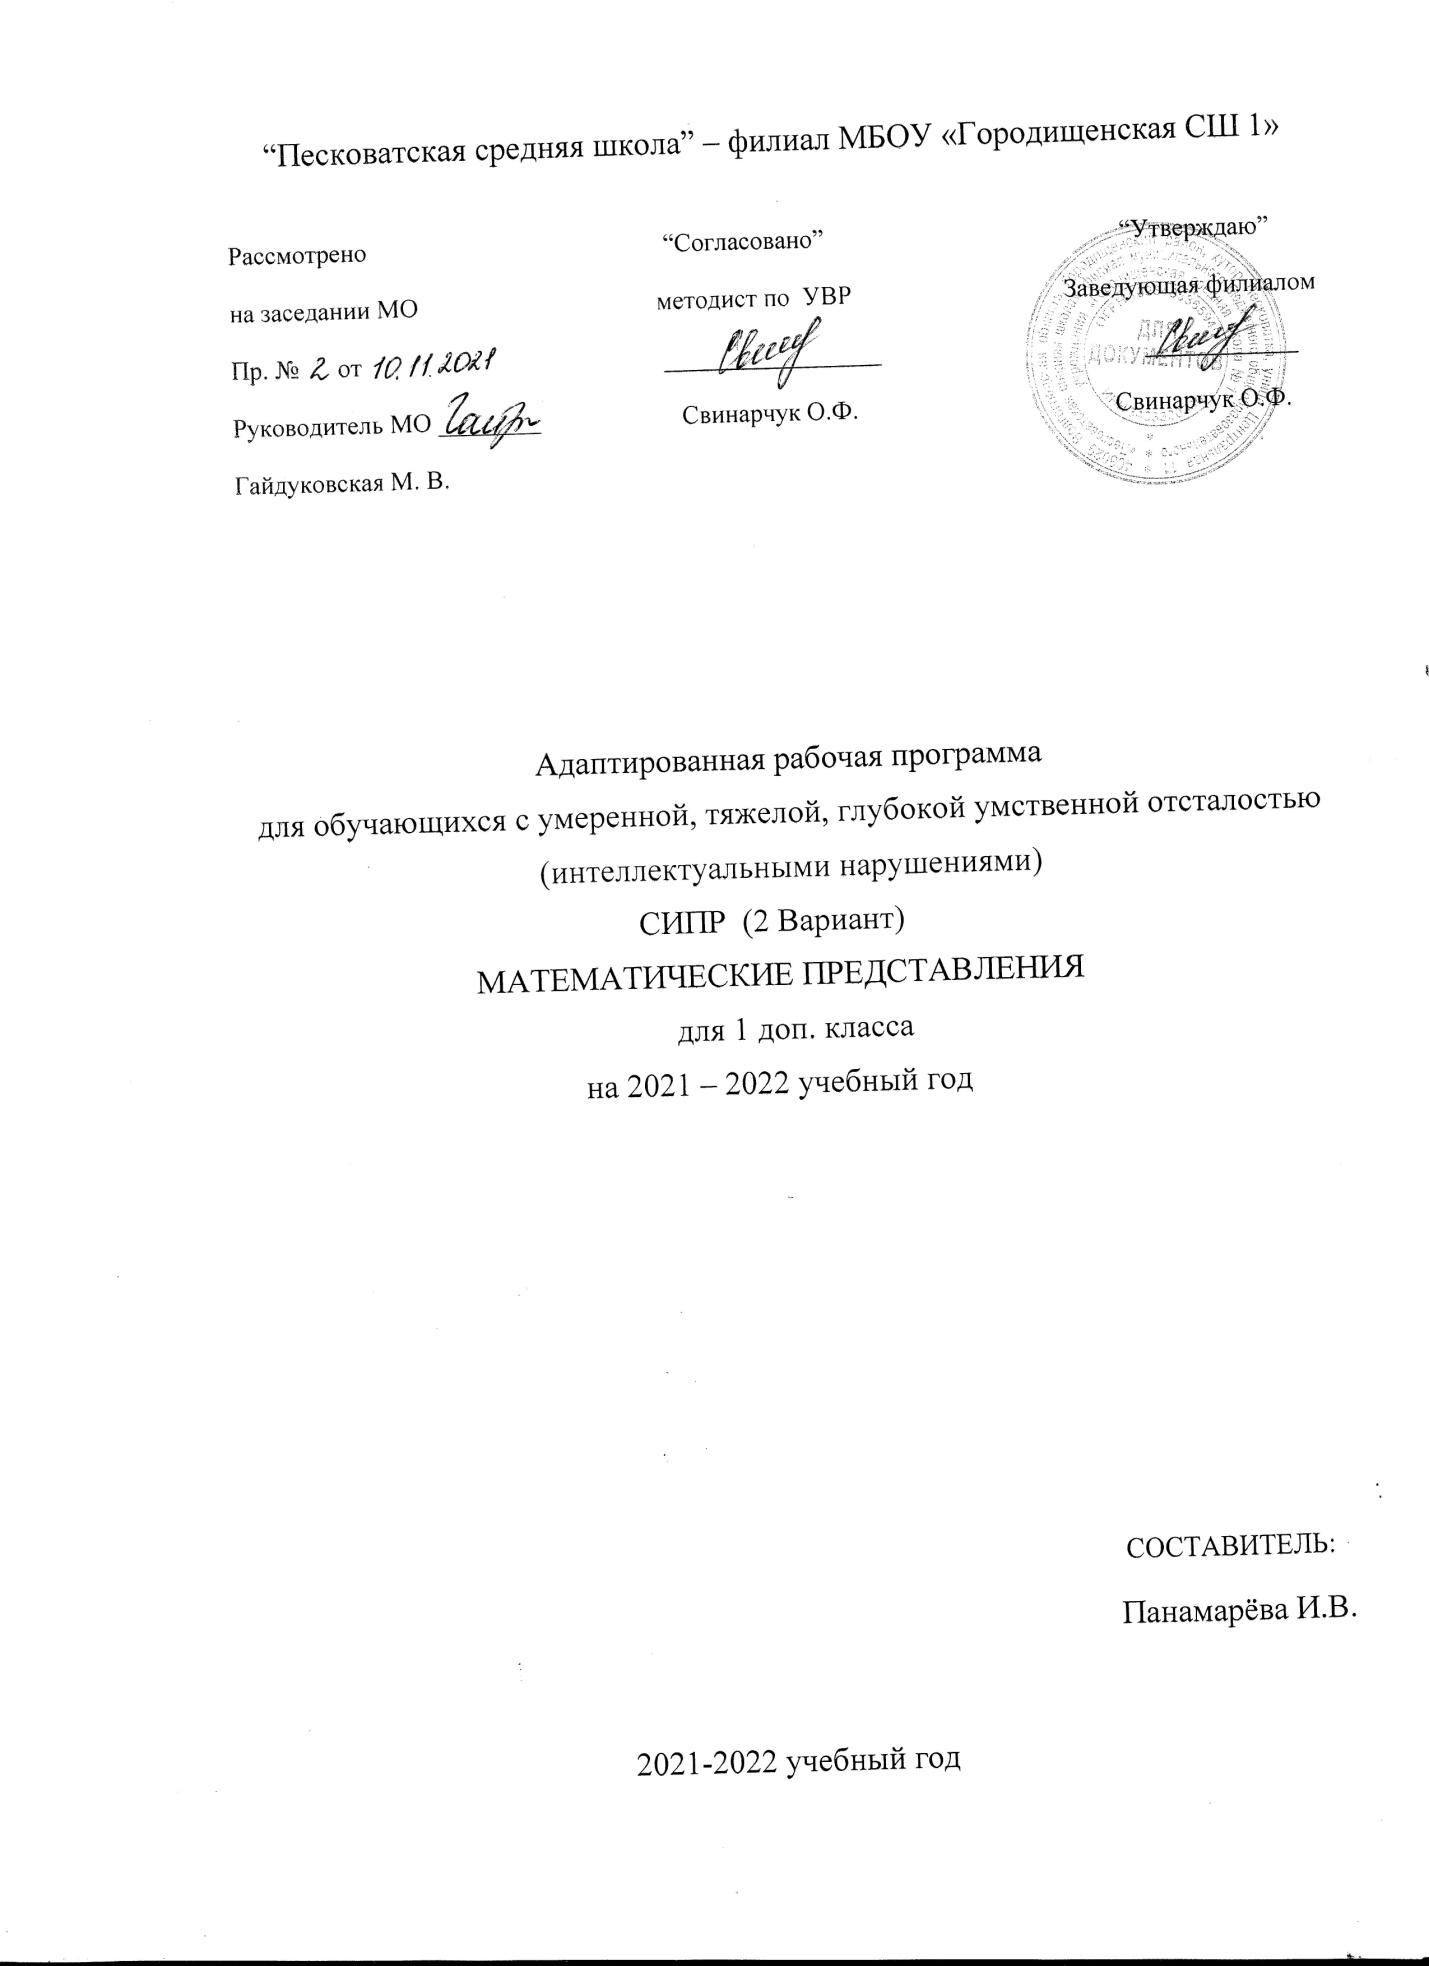 “Песковатская средняя школа” – филиал МБОУ «Городищенская СШ 1»
Рассмотрено
на заседании МО
Пр. № 2 от 10.11.2021
Руководитель МО
Гайдуковская М. В.
“Согласовано”
методист по УВР
Свинарчук О.Ф.
“Утверждаю”
Заведующая филиалом
ДЛЯ
ДОКУМЕНТОВ
Свинарчук О.Ф.
Адаптированная рабочая программа
для обучающихся с умеренной, тяжелой, глубокой умственной отсталостью
(интеллектуальными нарушениями)
СИПР (2 Вариант)
МАТЕМАТИЧЕСКИЕ ПРЕДСТАВЛЕНИЯ
для 1 доп. класса
на 2021 – 2022 учебный год
СОСТАВИТЕЛЬ:
Панамарёва И.В.
2021-2022 учебный год